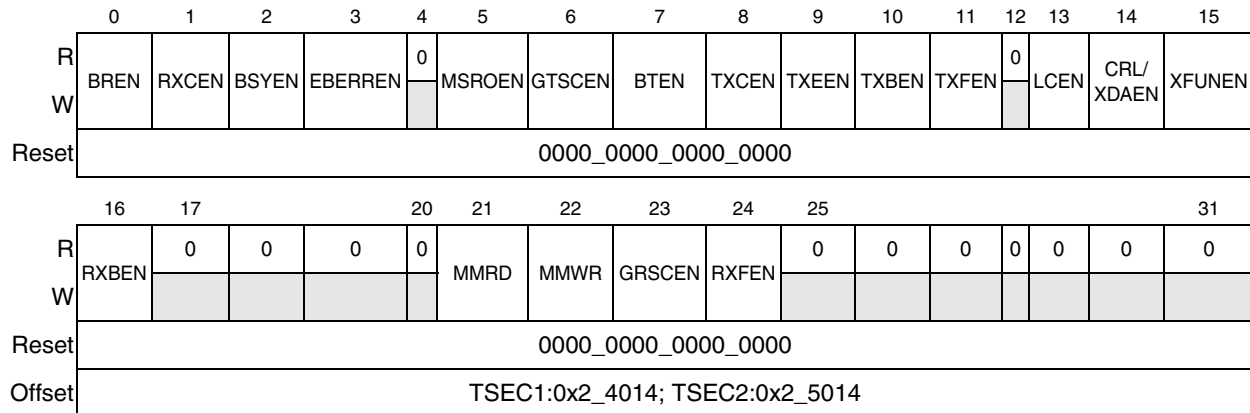 0 1 2 3 4 5 6 7 8 9 10 11 12 13 14 15
R 0 0
BREN RXCEN BSYEN EBERREN MSROEN GTSCEN BTEN TXCEN TXEEN TXBEN TXFEN LCEN CRL/ XFUNEN
XDAEN
W
Reset 0000_0000_0000_0000
16 17 20 21 22 23 24 25 31
R 0 0 0 0 0 0 0 0 0 0 0
RXBEN MMRD MMWR GRSCEN RXFEN
W
Reset 0000_0000_0000_0000
Offset TSEC1:0x2_4014; TSEC2:0x2_5014